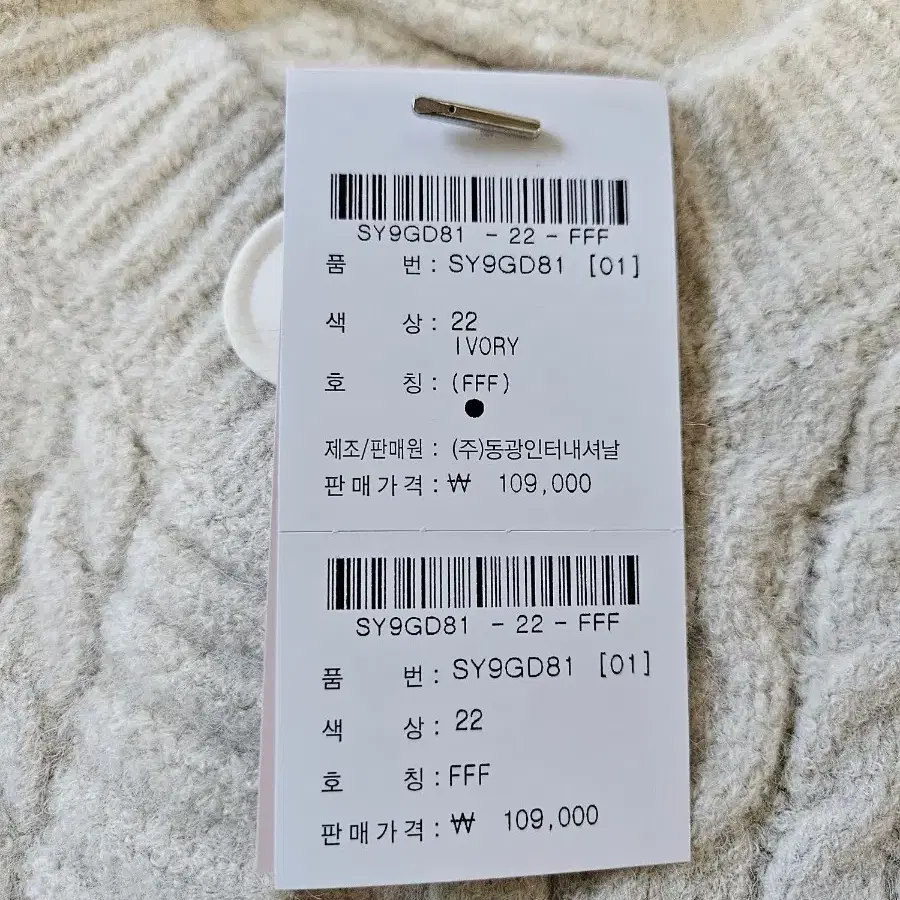 SY9GD81 - 22 - FFF
품 번 : SY9GD81 [01]
색 상 : 22
IVORY
호 칭 : (FFF)
제조/판매원 : (주)동광인터내셔날
판매가격 : ₩ 109,000
SY9GD81 - 22 - FFF
품 번 : SY9GD81 [01]
색 상 : 22
호 칭 : FFF
판매가격 : ₩ 109,000